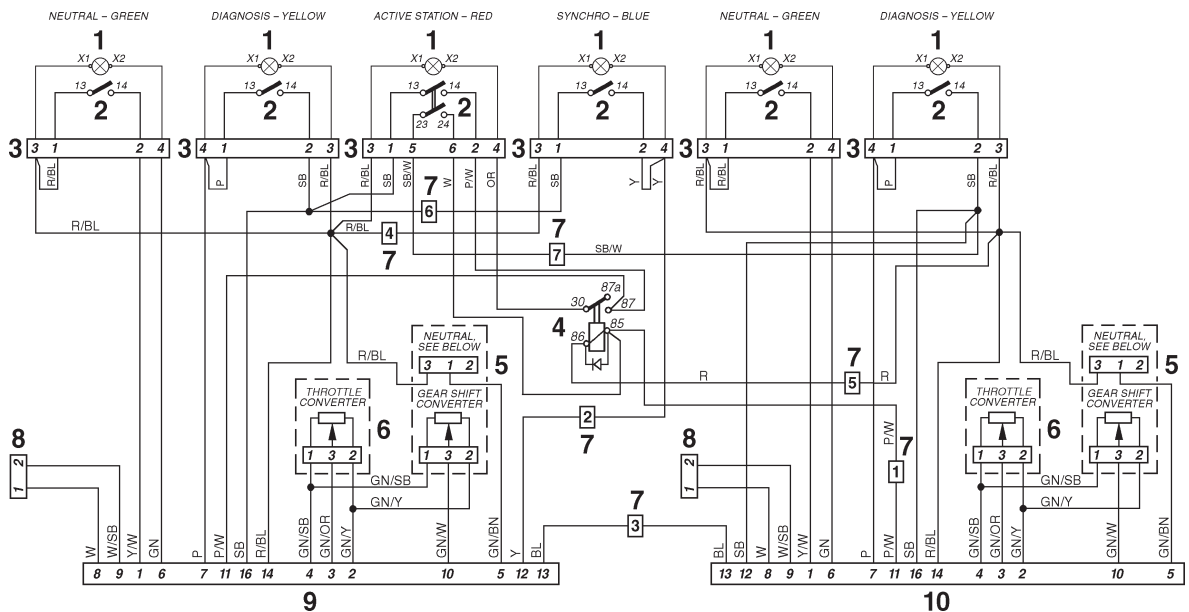 NEUTRAL – GREEN DIAGNOSIS – YELLOW ACTIVE STATION – RED SYNCHRO – BLUE NEUTRAL – GREEN DIAGNOSIS – YELLOW
1 1 1 1 1 1
X1 X2 X1 X2 X1 X2 X1 X2 X1 X2 X1 X2
13 14 13 14 13 14 13 14 13 14 13 14
2 2 2 2 2 2
23 24
3 3 1 2 4 3 4 1 2 3 3 3 1 5 6 2 4 3 3 1 2 4 3 3 1 2 4 3 4 1 2 3
R/BL P SB R/BL R/BL SB SB/W W P/W OR R/BL SB Y Y R/BL R/BL P SB R/BL
7
6
R/BL R/BL 4 7
7 SB/W
7
87a
30 87
4 85
86
NEUTRAL, SEE BELOW
R/BL 3 1 2 5
R 7 5 R
NEUTRAL, SEE BELOW
R/BL 3 1 2 5
THROTTLE CONVERTER
GEAR SHIFT CONVERTER
6
1 3 2 1 3 2
2
7
THROTTLE CONVERTER
GEAR SHIFT CONVERTER
6
1 3 2 1 3 2
P/W 7
1
8 8
2 2
1 1
GN/SB GN/SB
GN/Y GN/Y
7
3
W W/SB Y/W GN P P/W SB R/BL GN/SB GN/OR GN/Y GN/W GN/BN Y BL
8 9 1 6 7 11 16 14 4 3 2 10 5 12 13
9
BL SB W W/SB Y/W GN P P/W SB R/BL GN/SB GN/OR GN/Y GN/W GN/BN
13 12 8 9 1 6 7 11 16 14 4 3 2 10 5
10